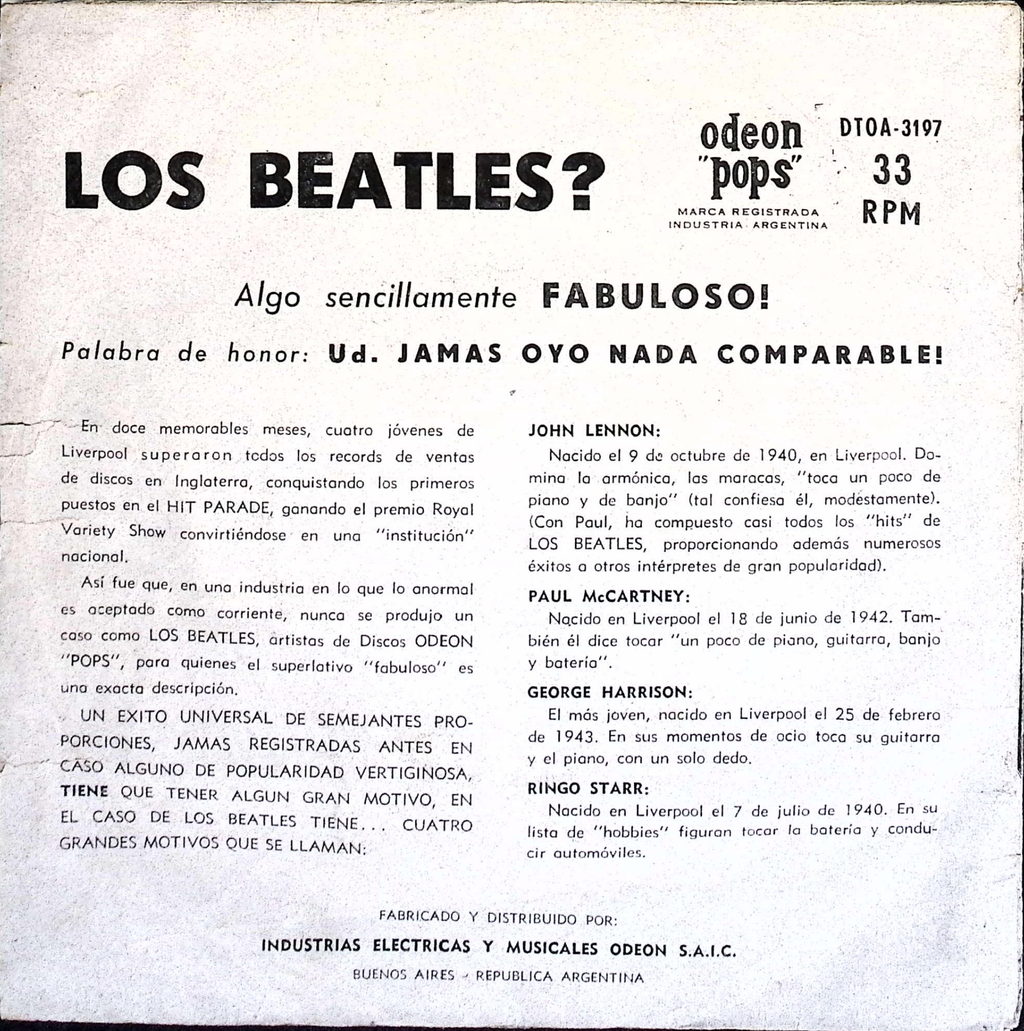 LOS BEATLES?
odeon
"pops"
MARCA REGISTRADA
INDUSTRIA ARGENTINA
DTOA-3197
33
RPM
Algo sencillamente FABULOSO!
Palabra de honor: Ud. JAMAS OYO NADA COMPARABLE!
En doce memorables meses, cuatro jóvenes de
Liverpool superaron todos los records de ventas
de discos en Inglaterra, conquistando los primeros
puestos en el HIT PARADE, ganando el premio Royal
Variety Show convirtiéndose en una "institución"
nacional.
Así fue que, en una industria en lo que lo anormal
es aceptado como corriente, nunca se produjo un
caso como LOS BEATLES, artistas de Discos ODEON
"POPS", para quienes el superlativo "fabuloso" es
una exacta descripción.
UN EXITO UNIVERSAL DE SEMEJANTES PRO-
PORCIONES, JAMAS REGISTRADAS ANTES EN
CASO ALGUNO DE POPULARIDAD VERTIGINOSA,
TIENE QUE TENER ALGUN GRAN MOTIVO, EN
EL CASO DE LOS BEATLES TIENE... CUATRO
GRANDES MOTIVOS QUE SE LLAMAN:
JOHN LENNON:
Nacido el 9 de octubre de 1940, en Liverpool. Do-
mina la armónica, las maracas, "toca un poco de
piano y de banjo" (tal confiesa él, modestamente).
(Con Paul, ha compuesto casi todos los "hits" de
LOS BEATLES, proporcionando además numerosos
éxitos a otros intérpretes de gran popularidad).
PAUL McCARTNEY:
Nacido en Liverpool el 18 de junio de 1942. Tam-
bién él dice tocar "un poco de piano, guitarra, banjo
y batería".
GEORGE HARRISON:
El más joven, nacido en Liverpool el 25 de febrero
de 1943. En sus momentos de ocio toca su guitarra
y el piano, con un solo dedo.
RINGO STARR:
Nacido en Liverpool el 7 de julio de 1940. En su
lista de "hobbies" figuran tocar la batería y condu-
cir automóviles.
FABRICADO Y DISTRIBUIDO POR:
INDUSTRIAS ELECTRICAS Y MUSICALES ODEON S.A.I.C.
BUENOS AIRES - REPUBLICA ARGENTINA